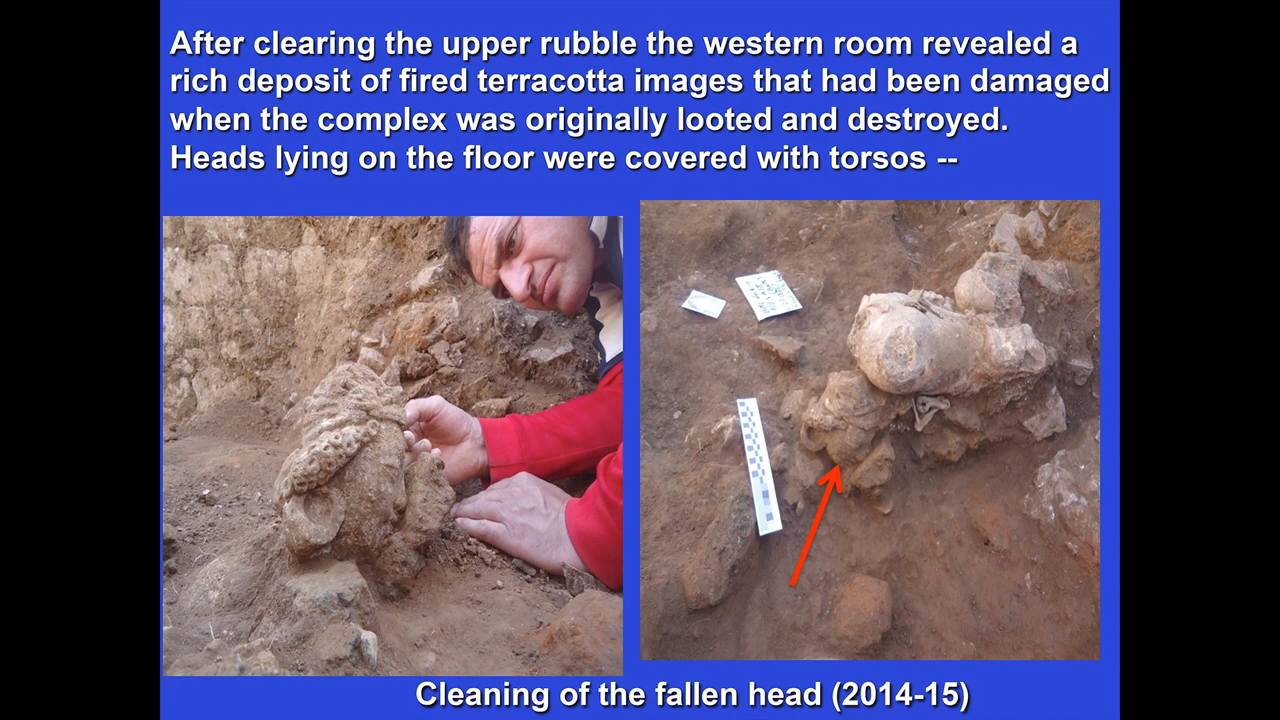 After clearing the upper rubble the western room revealed a
rich deposit of fired terracotta images that had been damaged
when the complex was originally looted and destroyed.
Heads lying on the floor were covered with torsos --
Cleaning of the fallen head (2014-15)